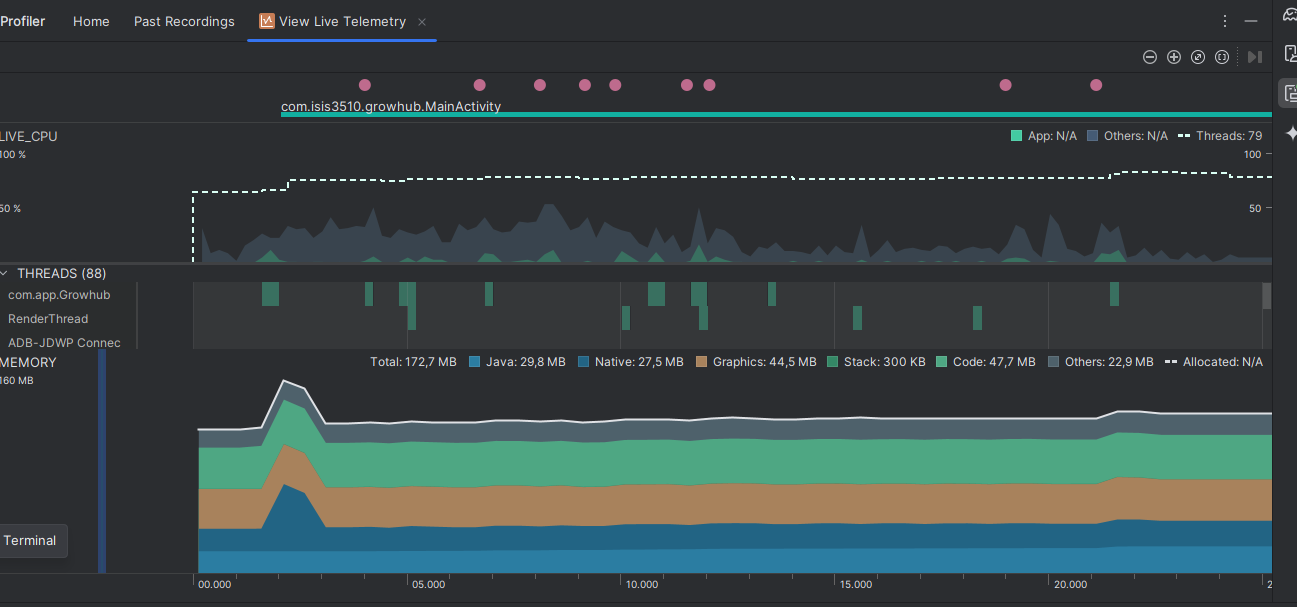 Profiler Home Past Recordings View Live Telemetry
com.isis3510.growhub.MainActivity
LIVE_CPU App: N/A Others: N/A Threads: 79
100 % 100
50 % 50
THREADS (88)
com.app.Growhub
RenderThread
ADB-JDWP Connec
MEMORY Total: 172,7 MB Java: 29,8 MB Native: 27,5 MB Graphics: 44,5 MB Stack: 300 KB Code: 47,7 MB Others: 22,9 MB Allocated: N/A
160 MB
Terminal
00.000 05.000 10.000 15.000 20.000 2